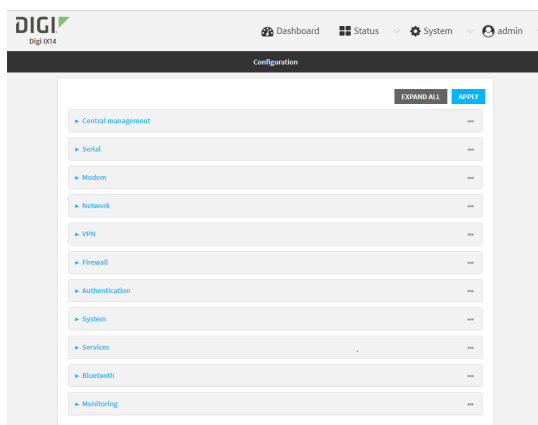 DIGI
Digi IX14
Dashboard Status System admin
Configuration
EXPAND ALL APPLY
Central management
Serial
Modem
Network
VPN
Firewall
Authentication
System
Services
Bluetooth
Monitoring